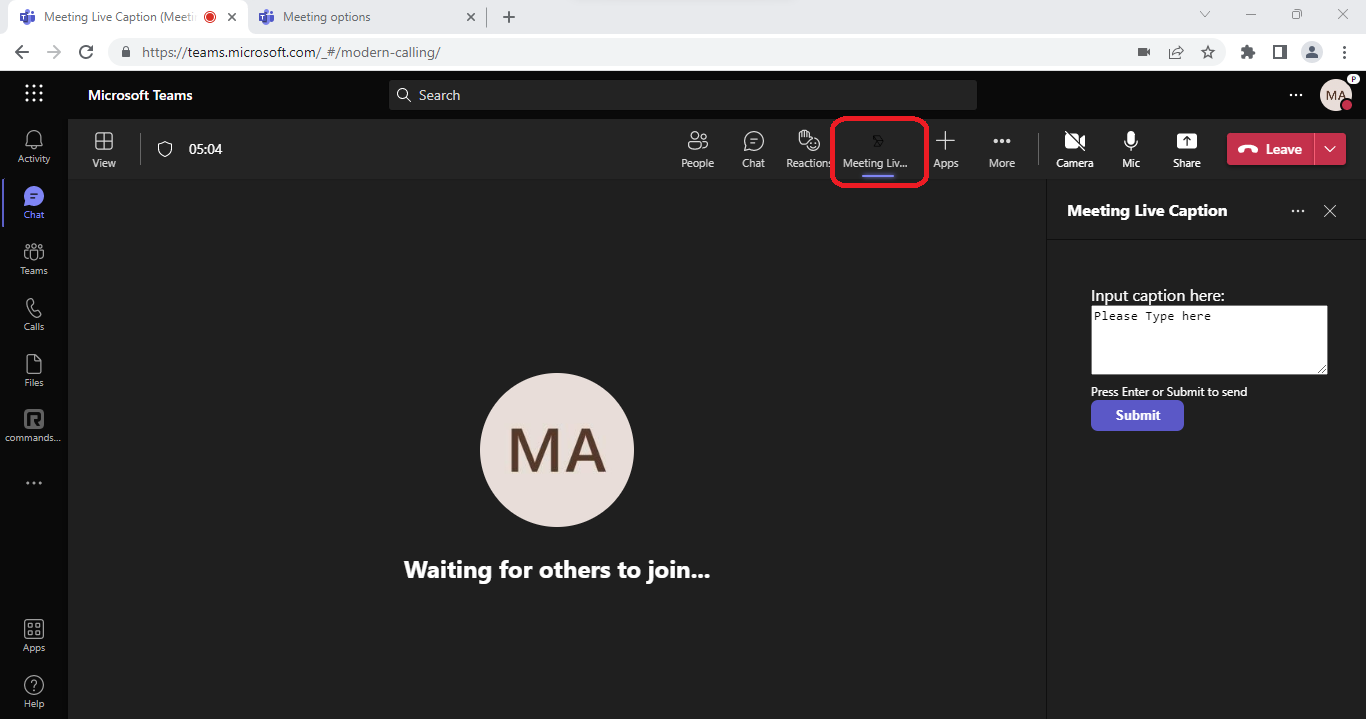 Meeting Live Caption (Meeti
Meeting options
https://teams.microsoft.com/_#/modern-calling/
Microsoft Teams
Search
MA
P
Activity
Chat
Teams
Calls
Files
commands...
Apps
Help
View
05:04
People
Chat
Reactions
Meeting Liv...
Apps
More
Camera
Mic
Share
Leave
MA
Waiting for others to join...
Meeting Live Caption
Input caption here:
Please Type here
Press Enter or Submit to send
Submit